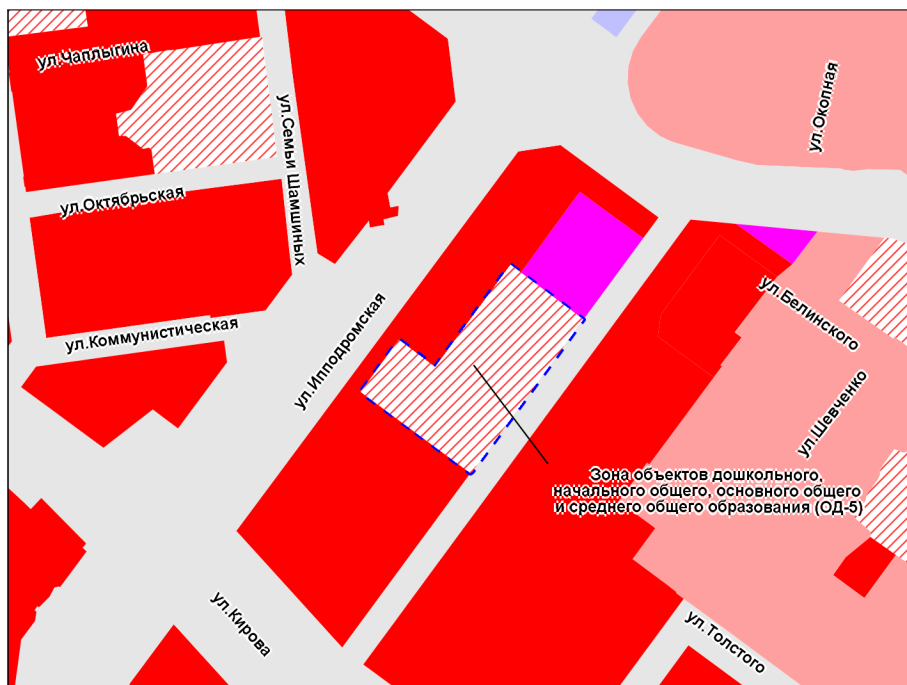 ул.Чаплыгина
ул.Окопная
ул.Семьи Шамшиных
ул.Октябрьская
ул.Белинского
ул.Коммунистическая
ул.Ипподромская
ул.Шевченко
Зона объектов дошкольного,
начального общего, основного общего
и среднего общего образования (ОД-5)
ул.Кирова
ул.Толстого